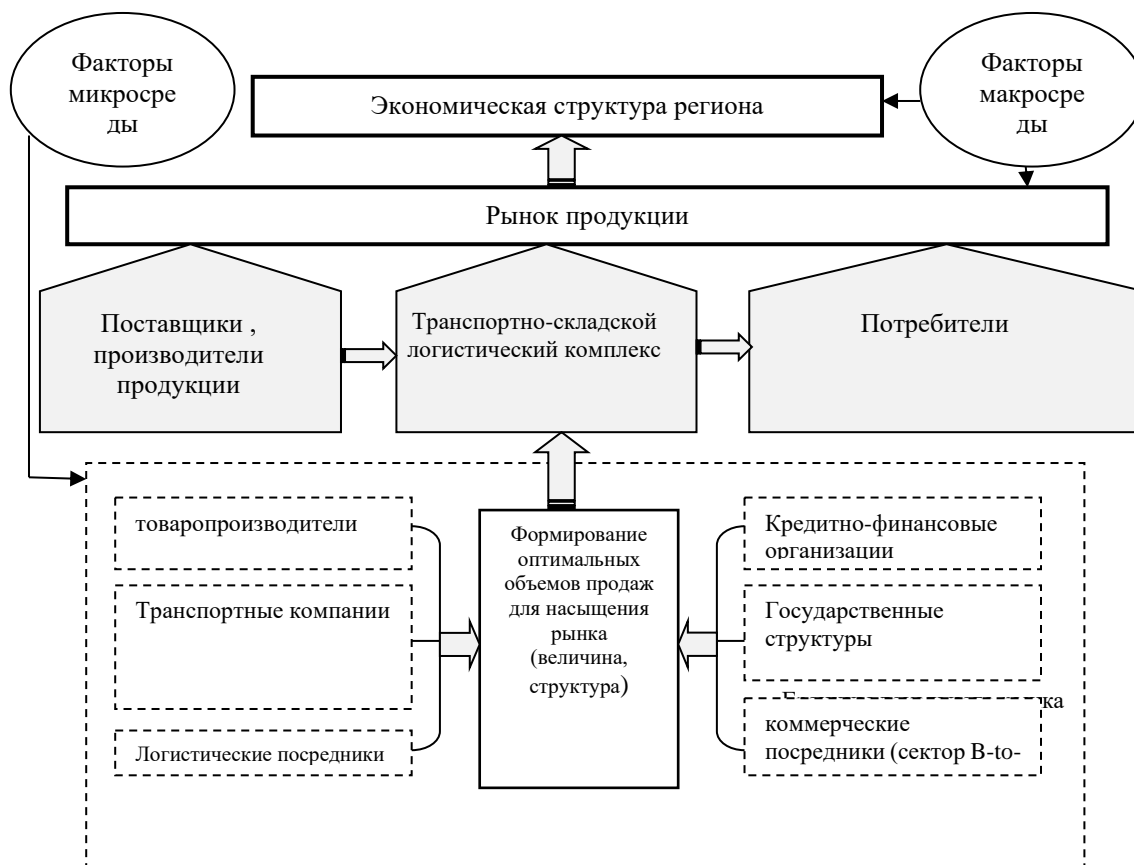 Факторы
микросре
ды
Факторы
макросре
ды
Экономическая структура региона
Рынок продукции
Поставщики ,
производители
продукции
Транспортно-складской
логистический комплекс
Потребители
товаропроизводители
Транспортные компании
Логистические посредники
Формирование
оптимальных
объемов продаж
для насыщения
рынка
(величина,
структура)
Кредитно-финансовые
организации
Государственные
структуры
коммерческие
посредники (сектор B-to-